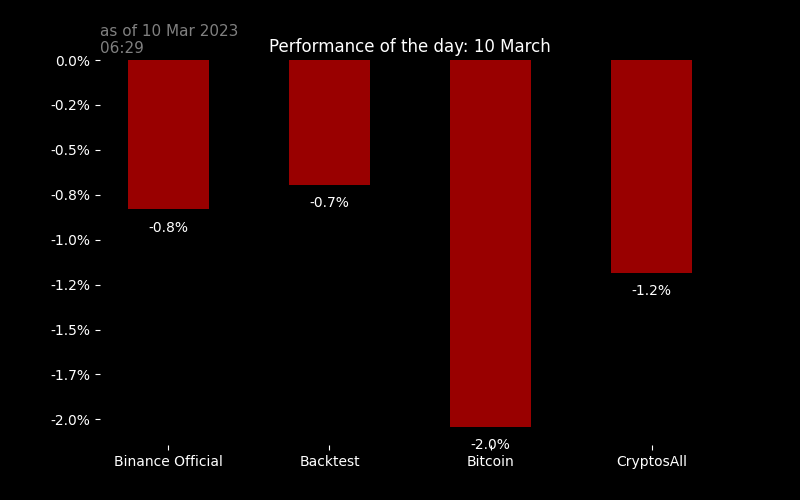 as of 10 Mar 2023
06:29
Performance of the day: 10 March
0.0%
-0.2%
-0.5%
-0.8%
-1.0%
-1.2%
-1.5%
-1.7%
-2.0%
-0.8%
-0.7%
-2.0%
-1.2%
Binance Official
Backtest
Bitcoin
CryptosAll